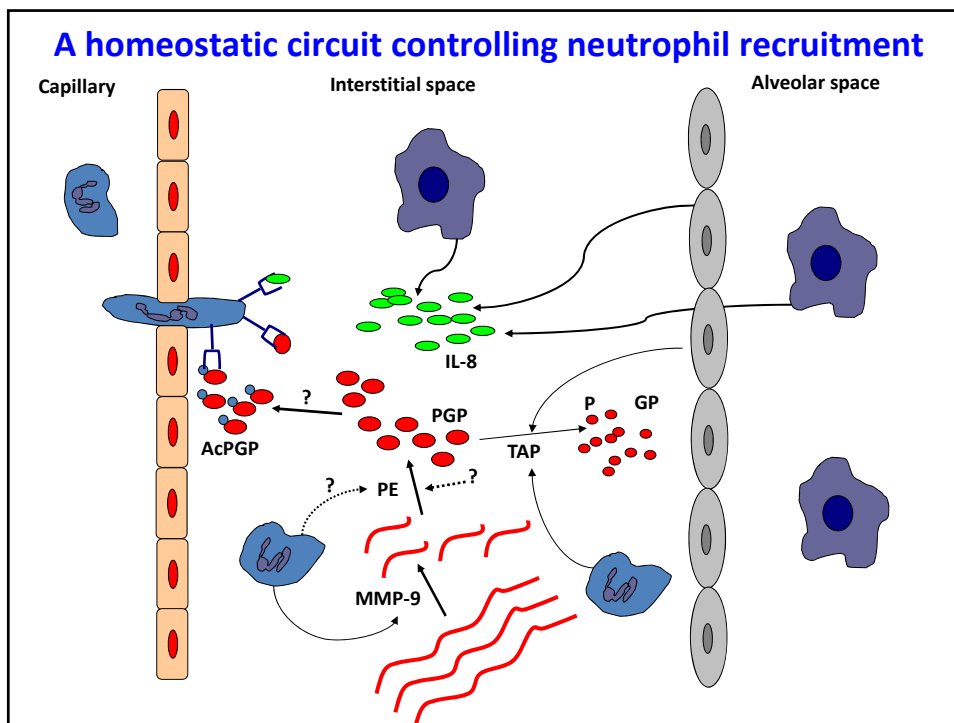 A homeostatic circuit controlling neutrophil recruitment
Capillary
Interstitial space
Alveolar space
IL-8
?
PGP
P
GP
AcPGP
TAP
?
PE
?
MMP-9